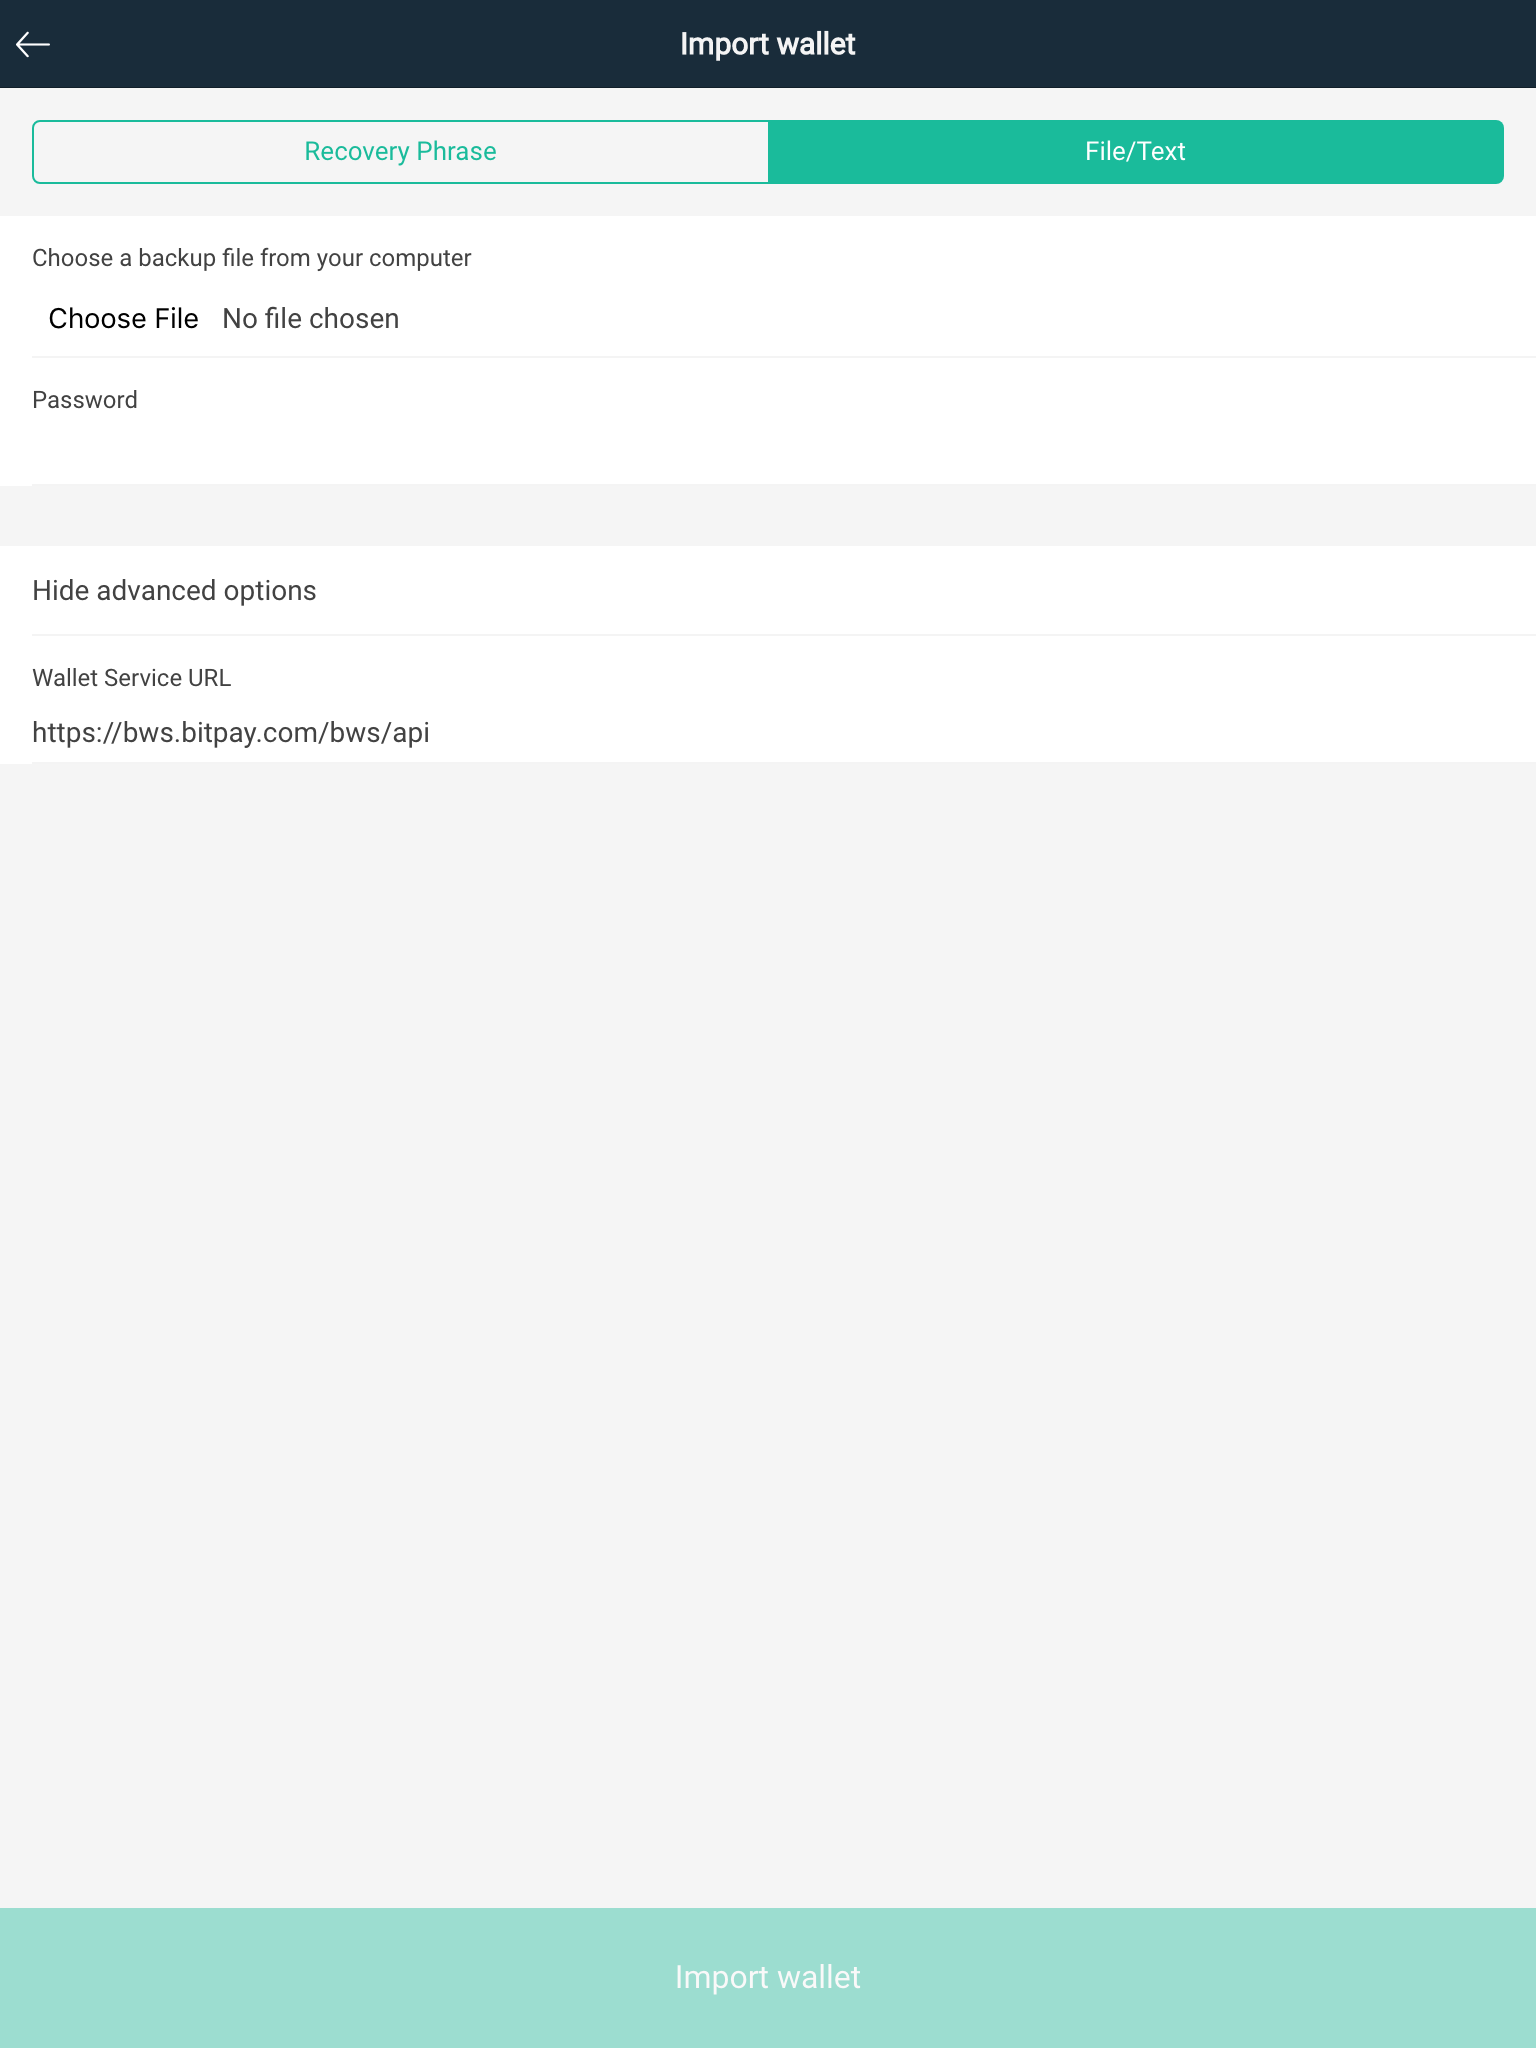 Import wallet
Recovery Phrase
File/Text
Choose a backup file from your computer
Choose File No file chosen
Password
Hide advanced options
Wallet Service URL
https://bws.bitpay.com/bws/api
Import wallet